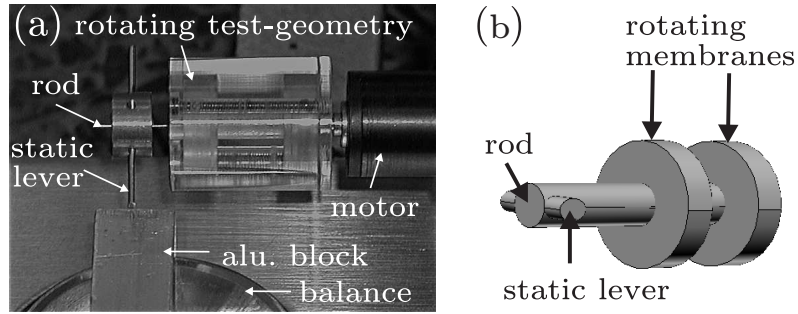 (a)
rotating test-geometry
rod
static
lever
motor
alu. block
balance
(b)
rotating
membranes
rod
static lever